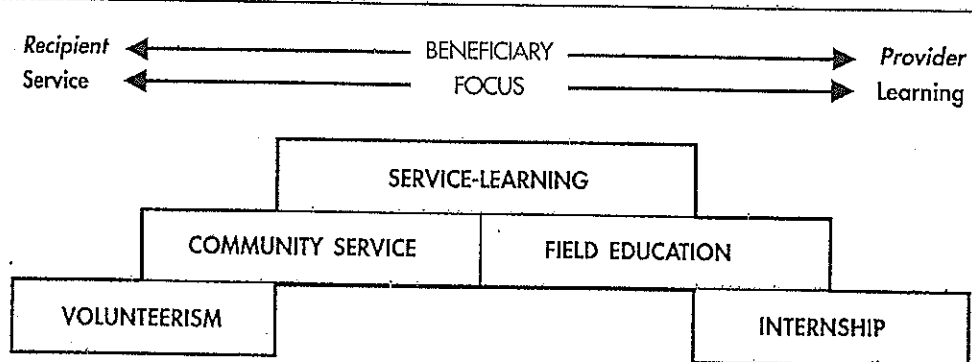 Recipient BENEFICIARY Provider
Service FOCUS Learning
SERVICE-LEARNING
COMMUNITY SERVICE FIELD EDUCATION
VOLUNTEERISM INTERNSHIP